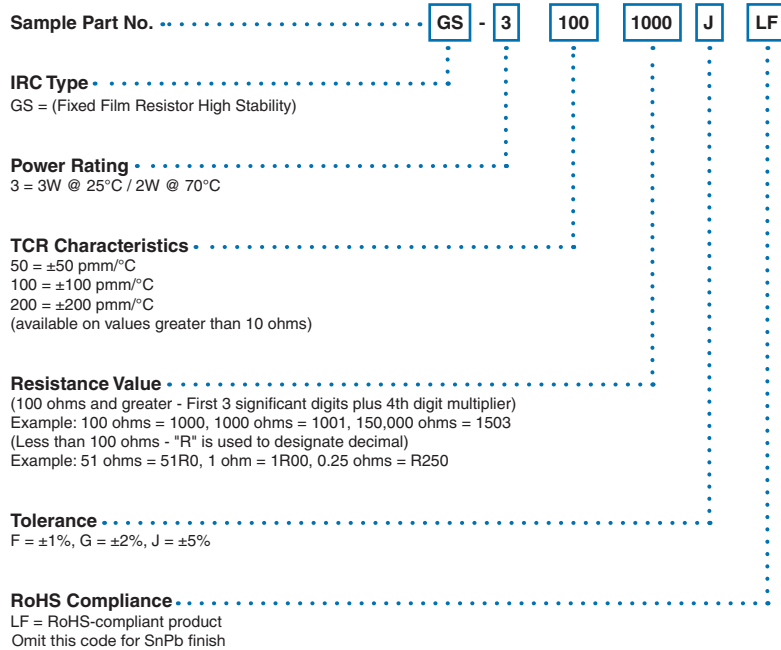 Sample Part No. GS - 3 100 1000 J LF
IRC Type
GS = (Fixed Film Resistor High Stability)
Power Rating
3 = 3W @ 25°C / 2W @ 70°C
TCR Characteristics
50 = ±50 pmm/°C
100 = ±100 pmm/°C
200 = ±200 pmm/°C
(available on values greater than 10 ohms)
Resistance Value
(100 ohms and greater - First 3 significant digits plus 4th digit multiplier)
Example: 100 ohms = 1000, 1000 ohms = 1001, 150,000 ohms = 1503
(Less than 100 ohms - "R" is used to designate decimal)
Example: 51 ohms = 51R0, 1 ohm = 1R00, 0.25 ohms = R250
Tolerance
F = ±1%, G = ±2%, J = ±5%
RoHS Compliance
LF = RoHS-compliant product
Omit this code for SnPb finish